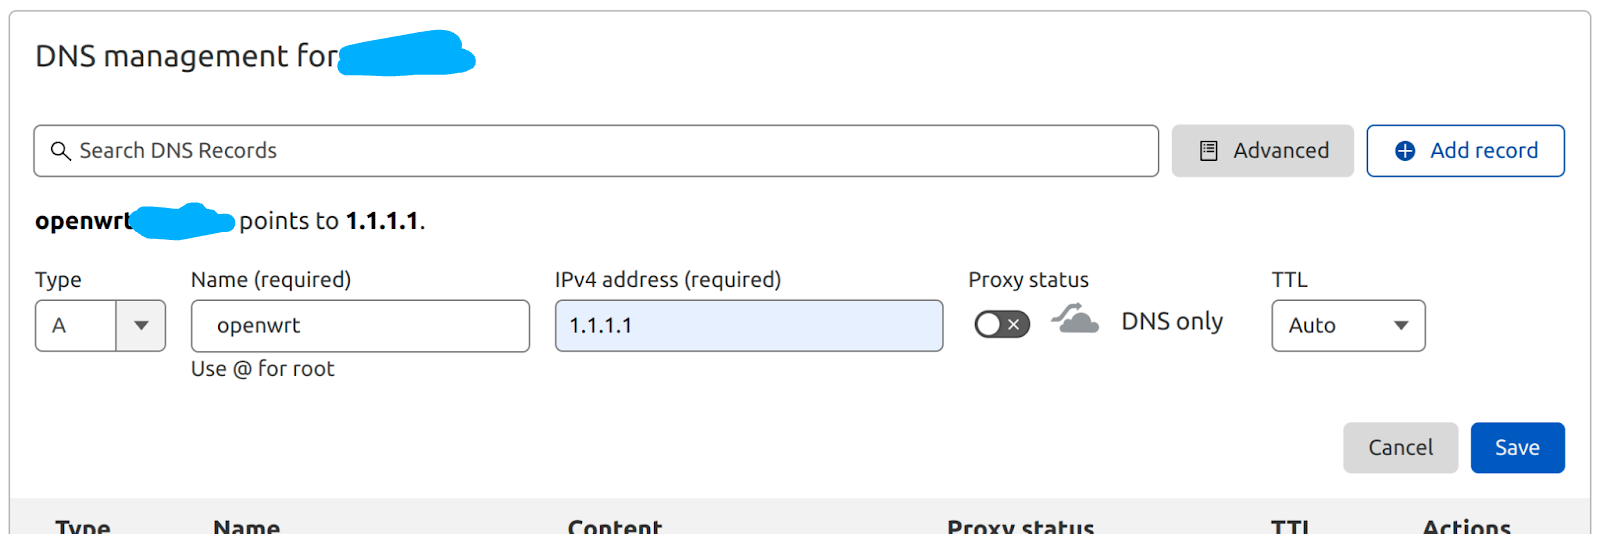 DNS management for
Search DNS Records
Advanced
Add record
openwrt points to 1.1.1.1.
Type
Name (required)
IPv4 address (required)
Proxy status
TTL
A
openwrt
1.1.1.1
DNS only
Auto
Use @ for root
Cancel
Save
Type
Name
Content
Proxy status
TTL
Actions